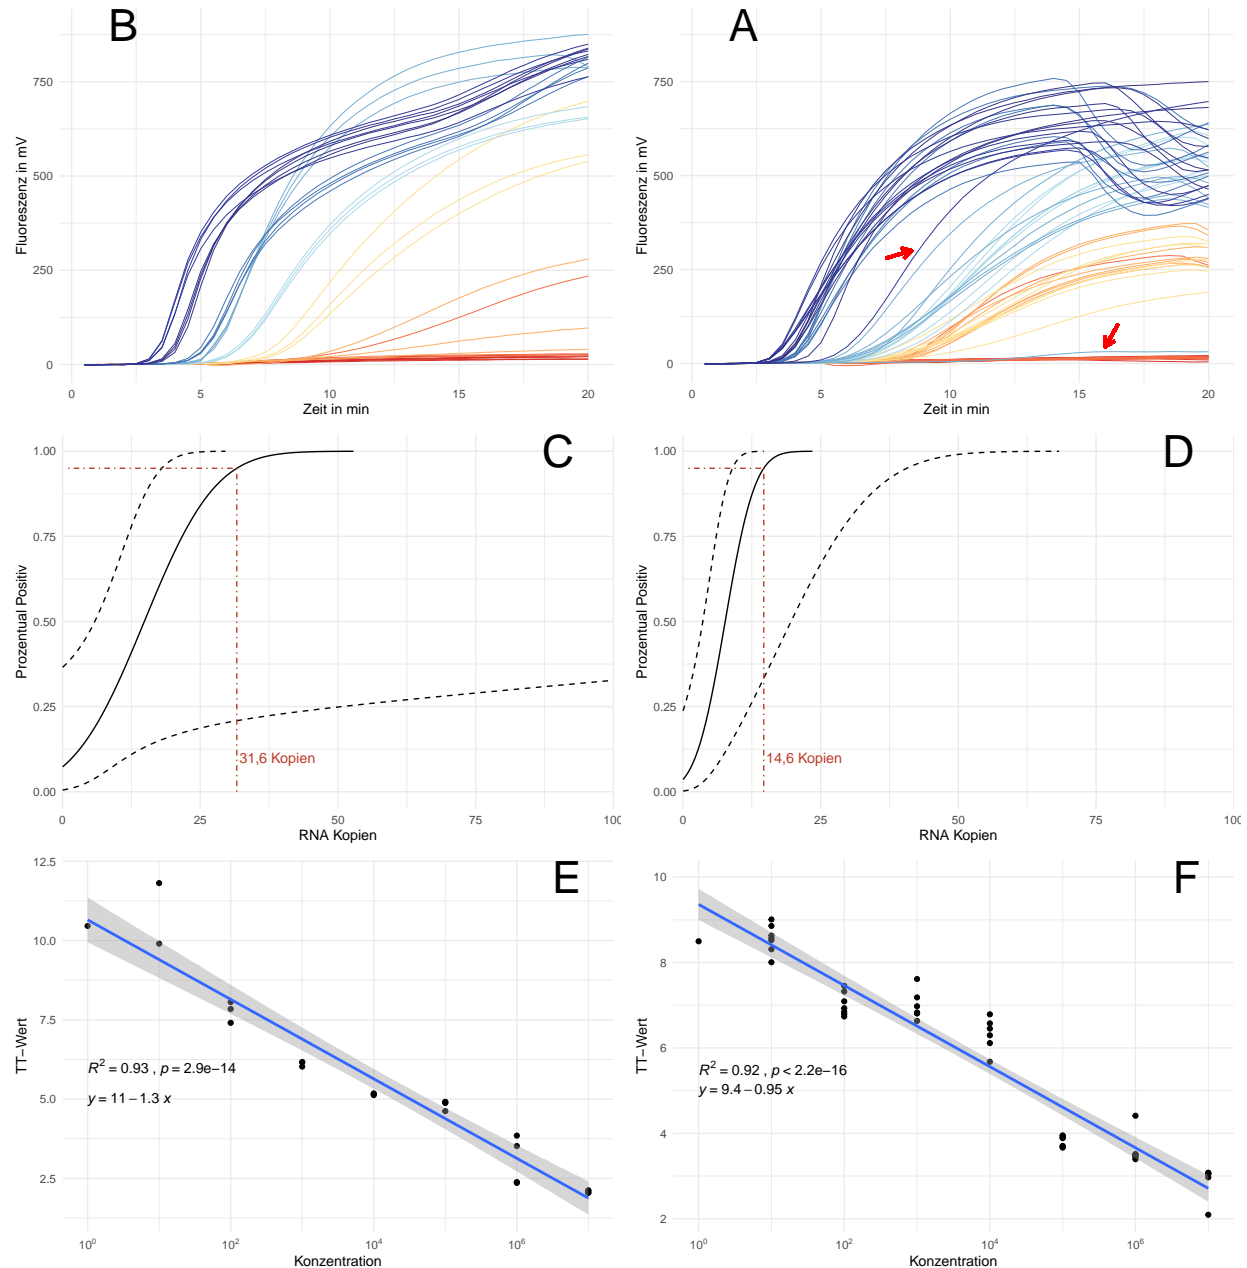 B
Fluoreszenz in mV
750
500
250
0
0
5
10
15
20
Zeit in min
A
Fluoreszenz in mV
750
500
250
0
0
5
10
15
20
Zeit in min
C
Prozentual Positiv
1.00
0.75
0.50
0.25
0.00
31,6 Kopien
0
25
50
75
100
RNA Kopien
D
Prozentual Positiv
1.00
0.75
0.50
0.25
0.00
14,6 Kopien
0
25
50
75
100
RNA Kopien
E
TT−Wert
12.5
10.0
7.5
5.0
2.5
R² = 0.93 , p = 2.9e−14
y = 11 − 1.3 x
10⁰
10²
10⁴
10⁶
Konzentration
F
TT−Wert
10
8
6
4
2
R² = 0.92 , p < 2.2e−16
y = 9.4 − 0.95 x
10⁰
10²
10⁴
10⁶
Konzentration